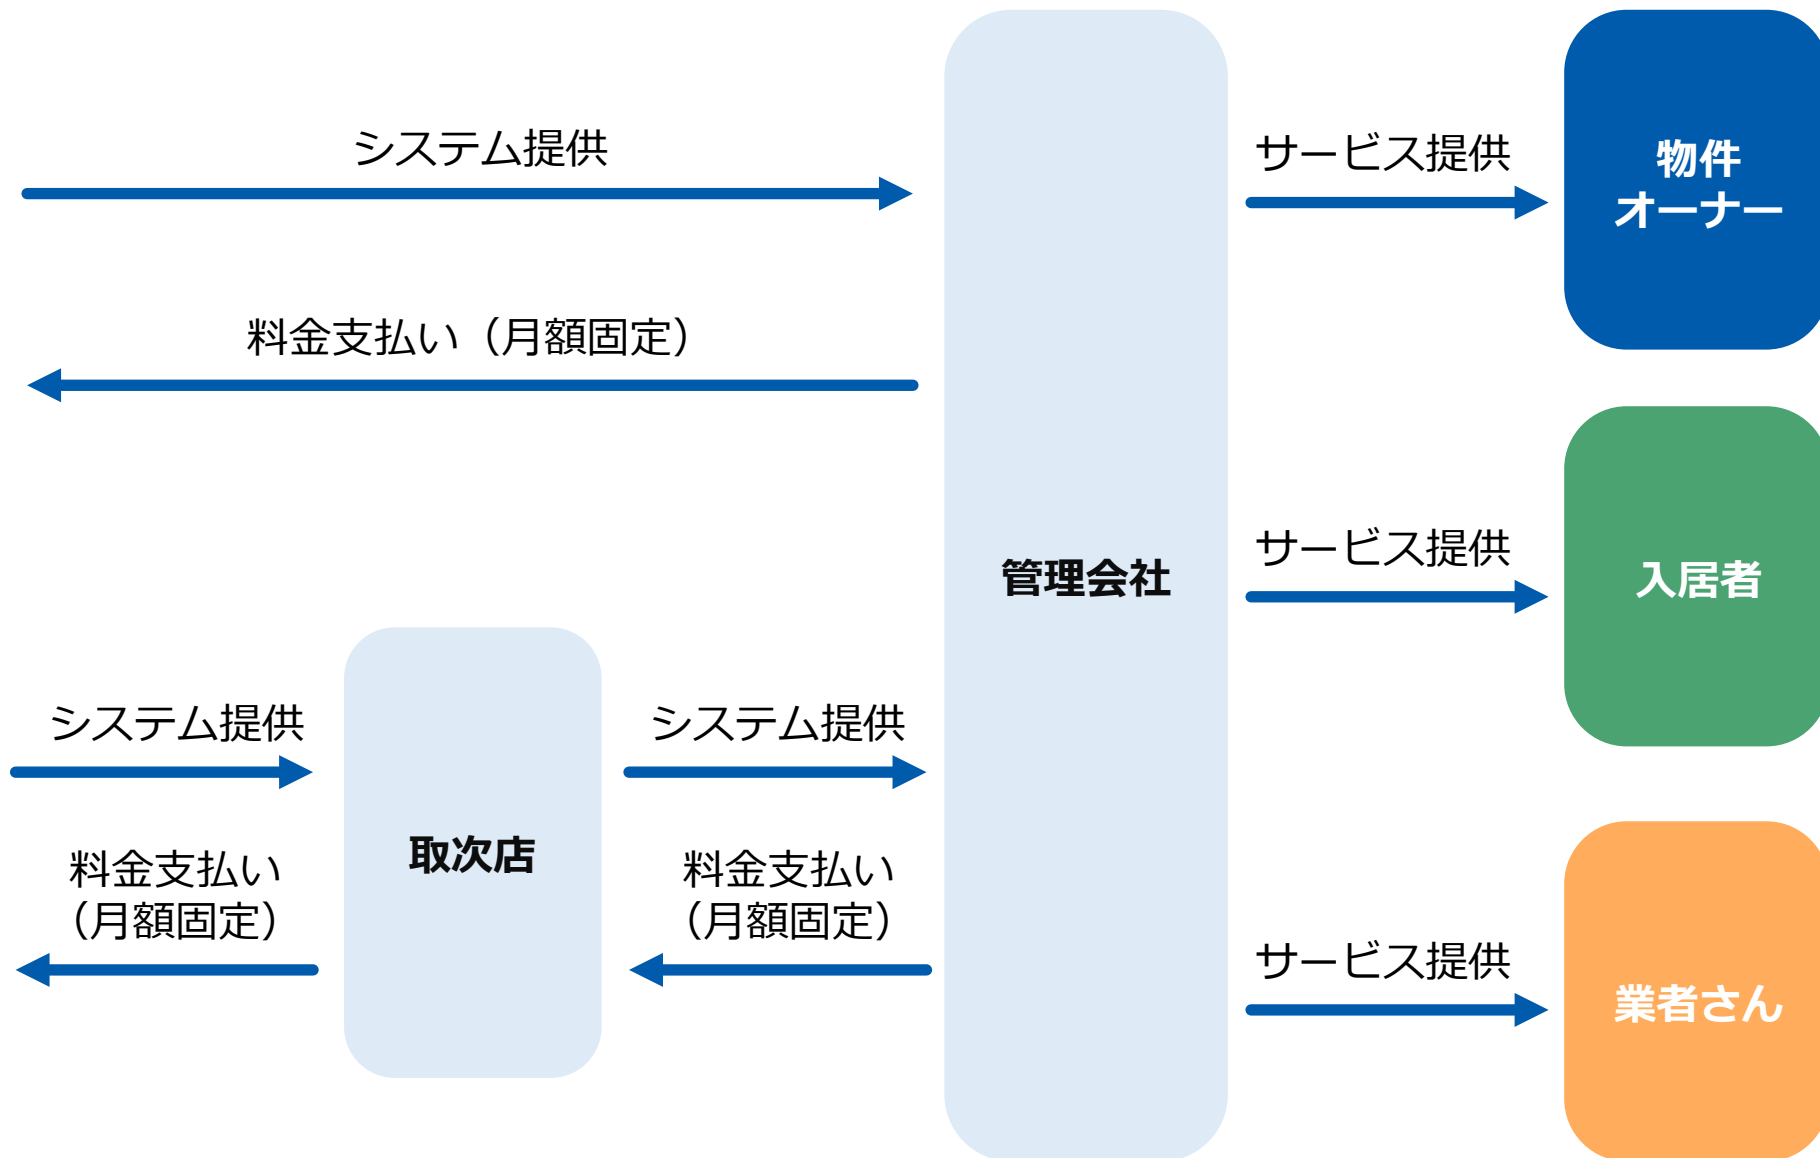 システム提供
サービス提供
物件
オーナー
料金支払い（月額固定）
管理会社
サービス提供
入居者
システム提供
システム提供
取次店
料金支払い
（月額固定）
料金支払い
（月額固定）
サービス提供
業者さん